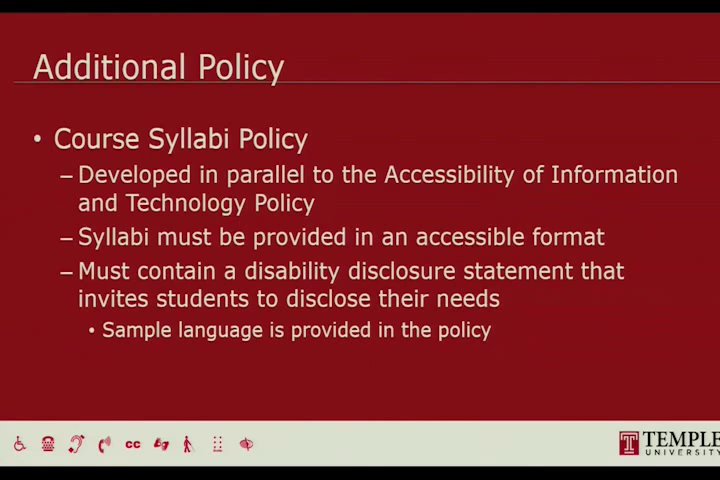 Additional Policy
• Course Syllabi Policy
– Developed in parallel to the Accessibility of Information
and Technology Policy
– Syllabi must be provided in an accessible format
– Must contain a disability disclosure statement that
invites students to disclose their needs
• Sample language is provided in the policy
CC
T TEMPLE
UNIVERSITY